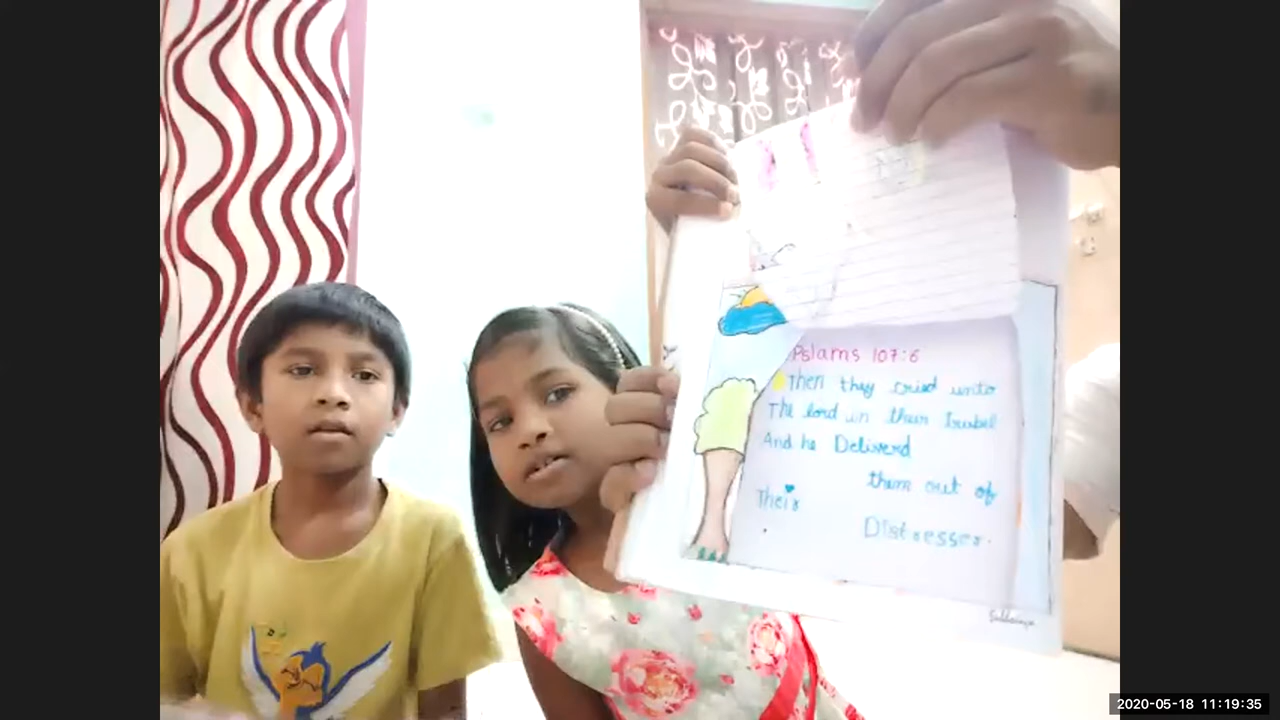 Pslams 107:6
Then they cried unto
The lord in their trubel
And he Deliverd
them out of
Their
Distresses.
2020-05-18 11:19:35